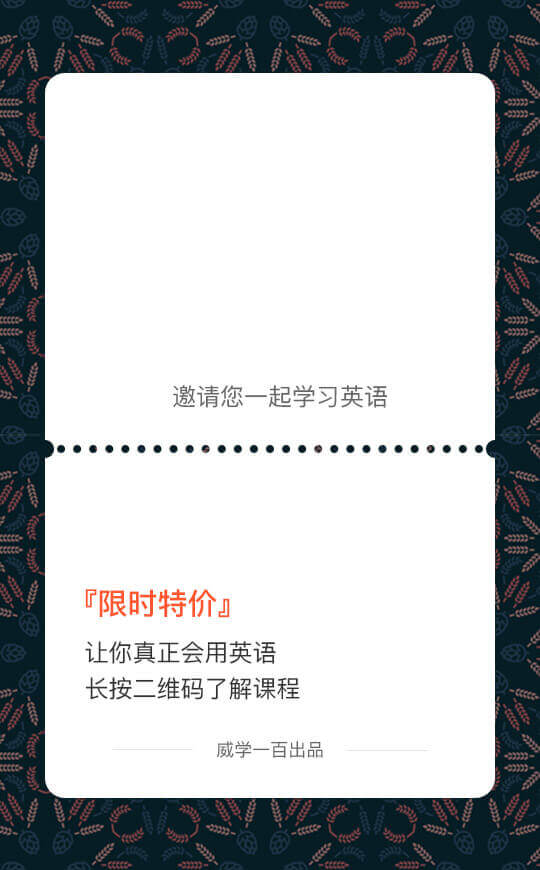 邀请您一起学习英语
『限时特价』
让你真正会用英语
长按二维码了解课程
威学一百出品